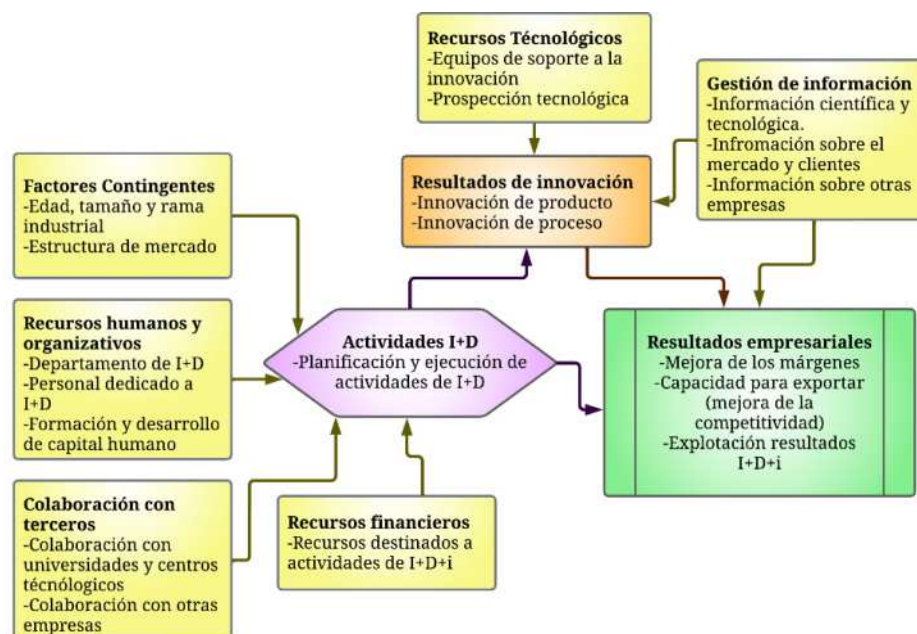 Recursos Técnológicos
-Equipos de soporte a la
innovación
-Prospección tecnológica
Gestión de información
-Información científica y
tecnológica.
-Infromación sobre el
mercado y clientes
-Información sobre otras
empresas
Factores Contingentes
-Edad, tamaño y rama
industrial
-Estructura de mercado
Resultados de innovación
-Innovación de producto
-Innovación de proceso
Recursos humanos y
organizativos
-Departamento de I+D
-Personal dedicado a
I+D
-Formación y desarrollo
de capital humano
Actividades I+D
-Planificación y ejecución de
actividades de I+D
Resultados empresariales
-Mejora de los márgenes
-Capacidad para exportar
(mejora de la
competitividad)
-Explotación resultados
I+D+i
Colaboración con
terceros
-Colaboración con
universidades y centros
técnólogicos
-Colaboración con otras
empresas
Recursos financieros
-Recursos destinados a
actividades de I+D+i